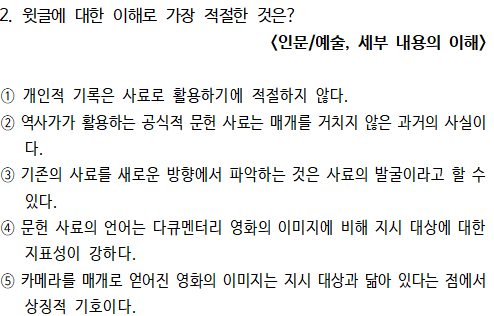 2. 윗글에 대한 이해로 가장 적절한 것은?
<인문/예술, 세부 내용의 이해>
① 개인적 기록은 사료로 활용하기에 적절하지 않다.
② 역사가가 활용하는 공식적 문헌 사료는 매개를 거치지 않은 과거의 사실이
다.
③ 기존의 사료를 새로운 방향에서 파악하는 것은 사료의 발굴이라고 할 수
있다.
④ 문헌 사료의 언어는 다큐멘터리 영화의 이미지에 비해 지시 대상에 대한
지표성이 강하다.
⑤ 카메라를 매개로 얻어진 영화의 이미지는 지시 대상과 닮아 있다는 점에서
상징적 기호이다.